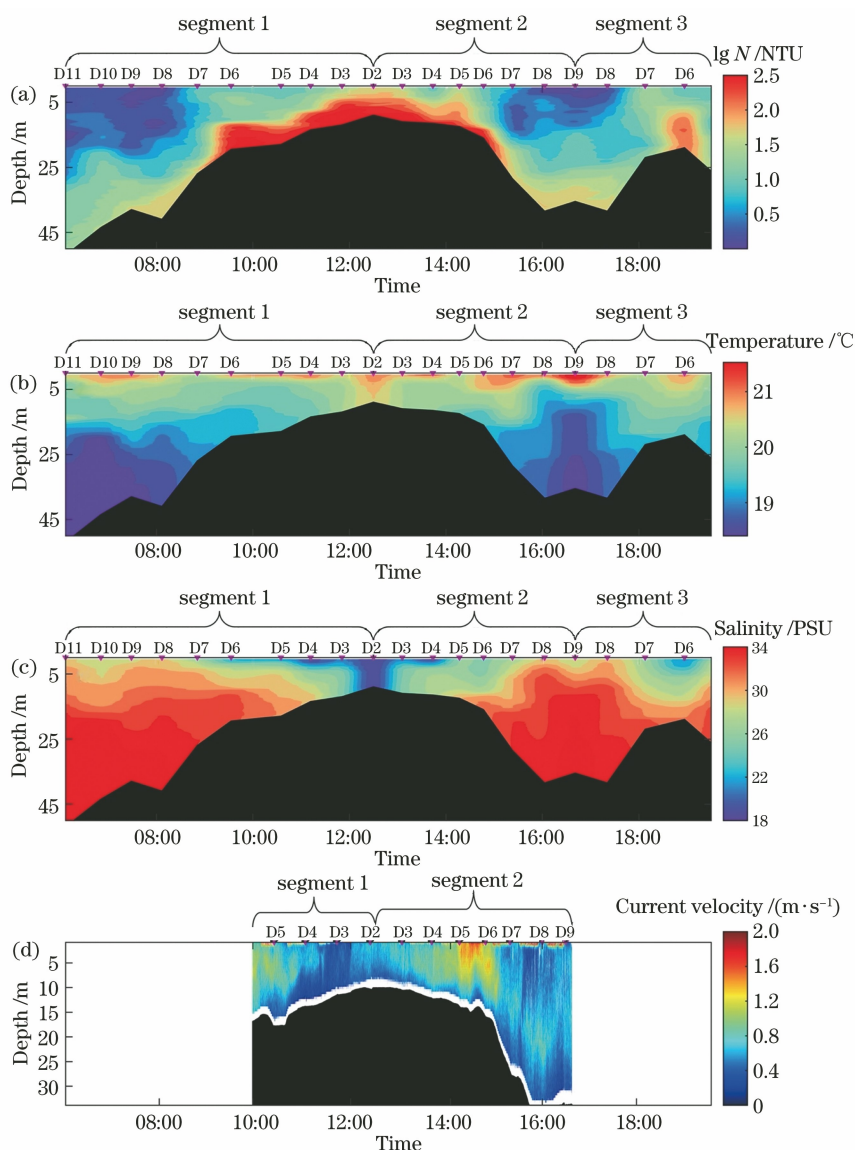 segment 1 segment 2 segment 3
lg N /NTU
D11 D10 D9 D8 D7 D6 D5 D4 D3 D2 D3 D4 D5 D6 D7 D8 D9 D8 D7 D6
(a)
Depth /m
5
25
45
2.5
2.0
1.5
1.0
0.5
08:00 10:00 12:00 14:00 16:00 18:00
Time
segment 1 segment 2 segment 3
Temperature /℃
D11 D10 D9 D8 D7 D6 D5 D4 D3 D2 D3 D4 D5 D6 D7 D8 D9 D8 D7 D6
(b)
Depth /m
5
25
45
21
20
19
08:00 10:00 12:00 14:00 16:00 18:00
Time
segment 1 segment 2 segment 3
Salinity /PSU
D11 D10 D9 D8 D7 D6 D5 D4 D3 D2 D3 D4 D5 D6 D7 D8 D9 D8 D7 D6
(c)
Depth /m
5
25
45
34
30
26
22
18
08:00 10:00 12:00 14:00 16:00 18:00
Time
segment 1 segment 2
Current velocity /(m·s⁻¹)
D5 D4 D3 D2 D3 D4 D5 D6 D7 D8 D9
(d)
Depth /m
5
10
15
20
25
30
2.0
1.6
1.2
0.8
0.4
0
08:00 10:00 12:00 14:00 16:00 18:00
Time